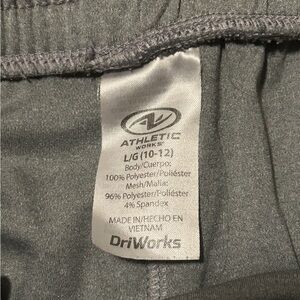 AW
ATHLETIC
WORKS
L/G (10-12)
Body/Cuerpo:
100% Polyester/Poliéster
Mesh/Malla:
96% Polyester/Poliéster
4% Spandex
MADE IN/HECHO EN
VIETNAM
DriWorks